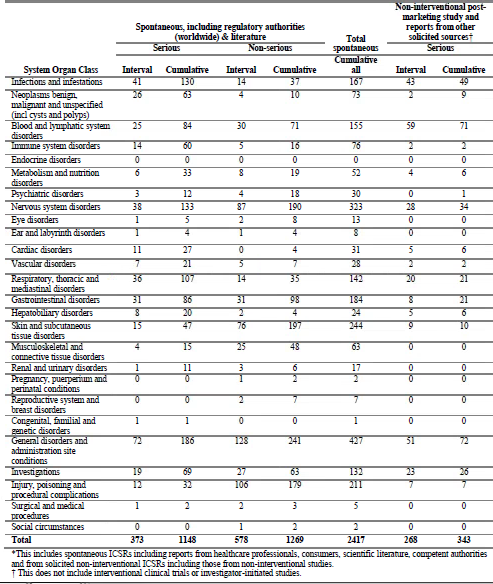 Spontaneous, including regulatory authorities (worldwide) & literature
Total spontaneous
Non-interventional post-marketing study and reports from other solicited sources†
Serious Non-serious Cumulative all Serious
System Organ Class Interval Cumulative Interval Cumulative Interval Cumulative
Infections and infestations 41 130 14 37 167 43 49
Neoplasms benign, malignant and unspecified (incl cysts and polyps) 26 63 4 10 73 2 9
Blood and lymphatic system disorders 25 84 30 71 155 59 71
Immune system disorders 14 60 5 16 76 2 2
Endocrine disorders 0 0 0 0 0 0 0
Metabolism and nutrition disorders 6 33 8 19 52 4 6
Psychiatric disorders 3 12 4 18 30 0 1
Nervous system disorders 38 133 87 190 323 28 34
Eye disorders 1 5 2 8 13 0 0
Ear and labyrinth disorders 1 4 1 4 8 0 0
Cardiac disorders 11 27 0 4 31 5 6
Vascular disorders 7 21 5 7 28 2 2
Respiratory, thoracic and mediastinal disorders 36 107 14 35 142 20 21
Gastrointestinal disorders 31 86 31 98 184 8 21
Hepatobiliary disorders 8 20 2 4 24 5 6
Skin and subcutaneous tissue disorders 15 47 76 197 244 9 10
Musculoskeletal and connective tissue disorders 4 15 25 48 63 0 0
Renal and urinary disorders 1 11 3 6 17 0 0
Pregnancy, puerperium and perinatal conditions 0 0 1 2 2 0 0
Reproductive system and breast disorders 0 0 2 7 7 0 0
Congenital, familial and genetic disorders 1 1 0 0 1 0 0
General disorders and administration site conditions 72 186 128 241 427 51 72
Investigations 19 69 27 63 132 23 26
Injury, poisoning and procedural complications 12 32 106 179 211 7 7
Surgical and medical procedures 1 2 2 3 5 0 0
Social circumstances 0 0 1 2 2 0 0
Total 373 1148 578 1269 2417 268 343
*This includes spontaneous ICSRs including reports from healthcare professionals, consumers, scientific literature, competent authorities
and from solicited non-interventional ICSRs including those from non-interventional studies.
† This does not include interventional clinical trials or investigator-initiated studies.